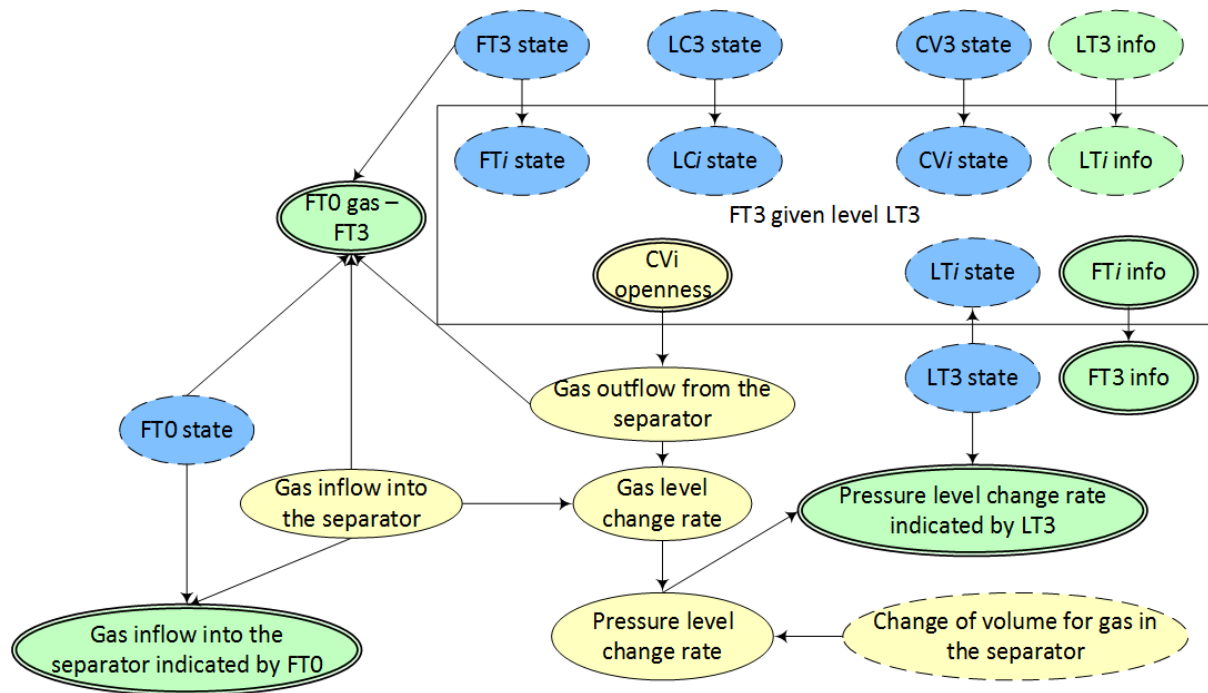 FT3 state
LC3 state
CV3 state
LT3 info
FTi state
LCi state
CVi state
LTi info
FT0 gas –
FT3
FT3 given level LT3
CVi
openness
LTi state
FTi info
Gas outflow from the
separator
LT3 state
FT3 info
FT0 state
Gas inflow into
the separator
Gas level
change rate
Pressure level change rate
indicated by LT3
Gas inflow into the
separator indicated by FT0
Pressure level
change rate
Change of volume for gas in
the separator